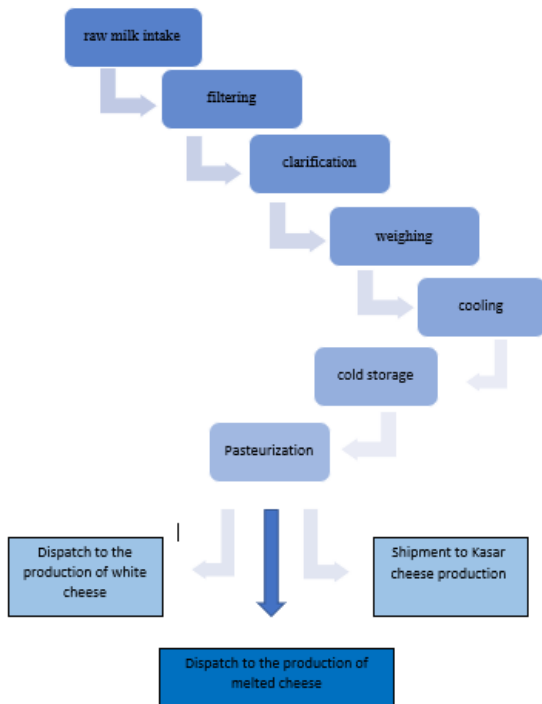 raw milk intake
filtering
clarification
weighing
cooling
cold storage
Pasteurization
Dispatch to the
production of white
cheese
Shipment to Kasar
cheese production
Dispatch to the production of
melted cheese